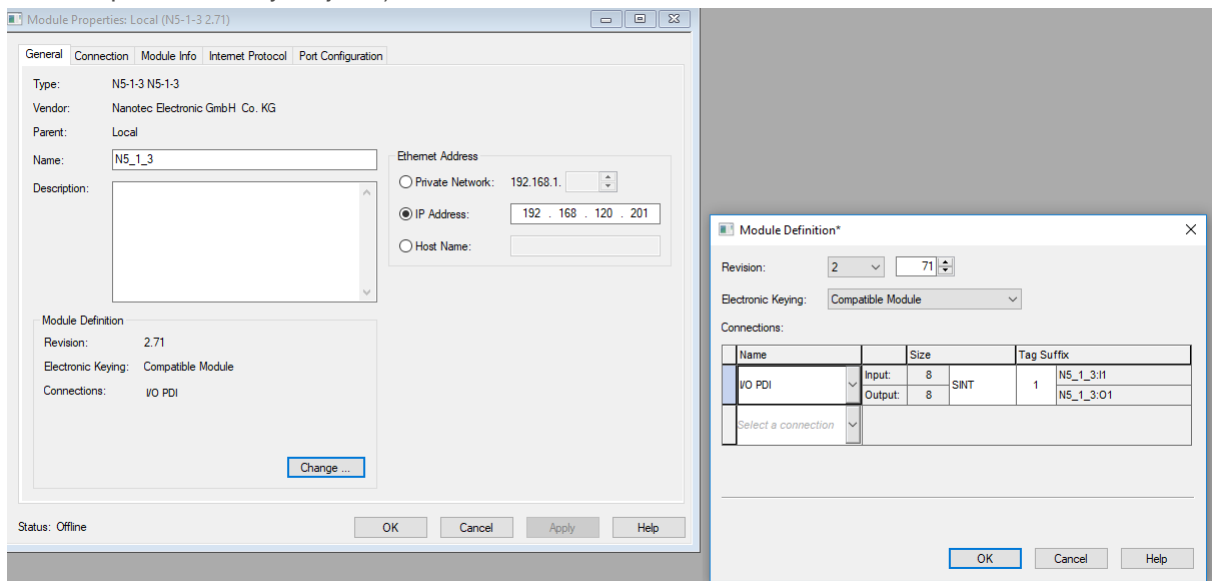 Module Properties: Local (N5-1-3 2.71)
General Connection Module Info Internet Protocol Port Configuration
Type: N5-1-3 N5-1-3
Vendor: Nanotec Electronic GmbH Co. KG
Parent: Local
Name: N5_1_3
Description:
Ethernet Address
Private Network: 192.168.1.
IP Address: 192 . 168 . 120 . 201
Host Name:
Module Definition
Revision: 2.71
Electronic Keying: Compatible Module
Connections: I/O PDI
Change ...
Status: Offline
OK Cancel Apply Help
Module Definition*
Revision: 2 71
Electronic Keying: Compatible Module
Connections:
Name Size Tag Suffix
I/O PDI Input: 8 SINT 1 N5_1_3:I1
Output: 8 N5_1_3:O1
Select a connection
OK Cancel Help